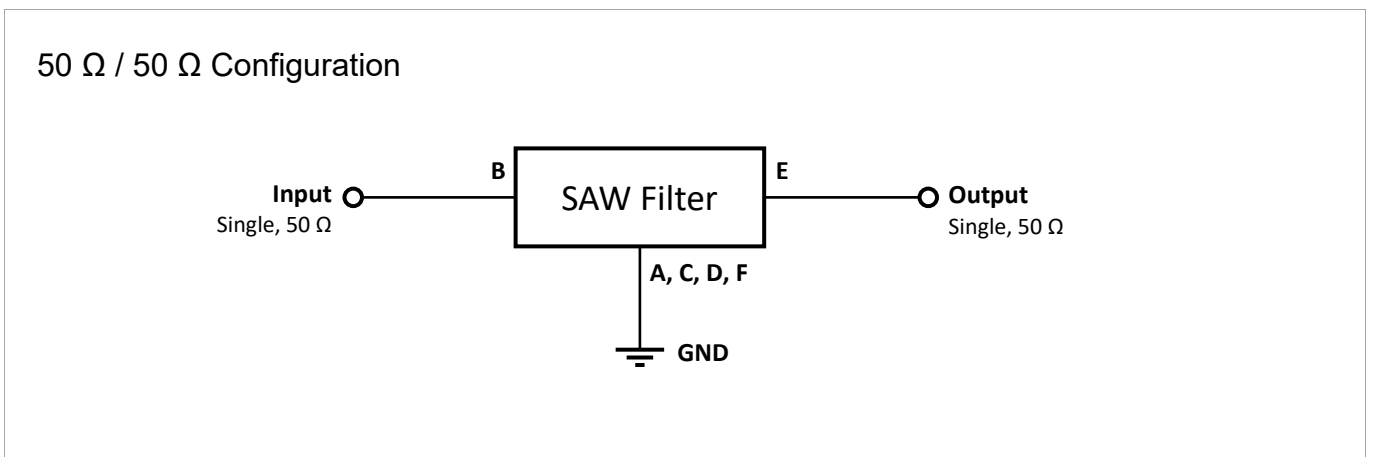 50 Ω / 50 Ω Configuration
B
SAW Filter
E
Input
Single, 50 Ω
Output
Single, 50 Ω
A, C, D, F
GND